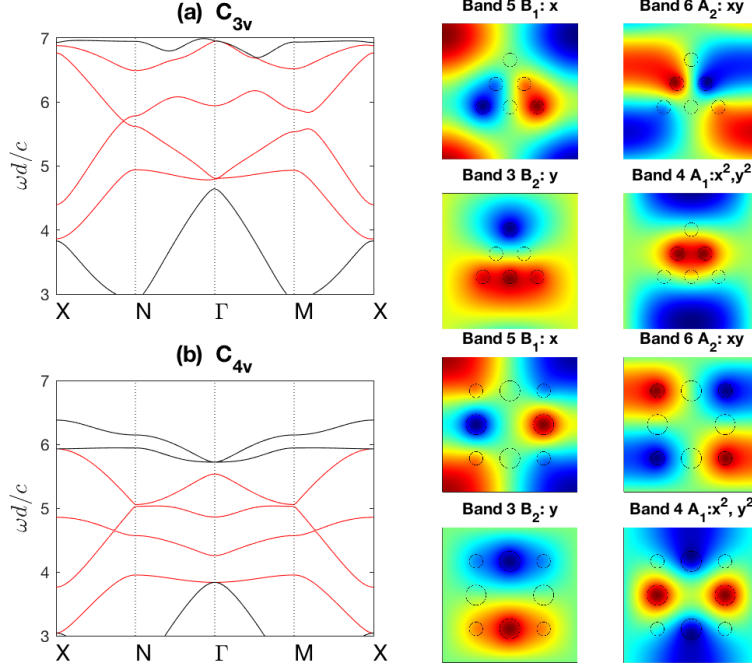 (a) C3v
7
6
5
4
3
ωd/c
X N Γ M X
Band 5 B1: x
Band 6 A2: xy
Band 3 B2: y
Band 4 A1:x2,y2
(b) C4v
7
6
5
4
3
ωd/c
X N Γ M X
Band 5 B1: x
Band 6 A2: xy
Band 3 B2: y
Band 4 A1:x2, y2